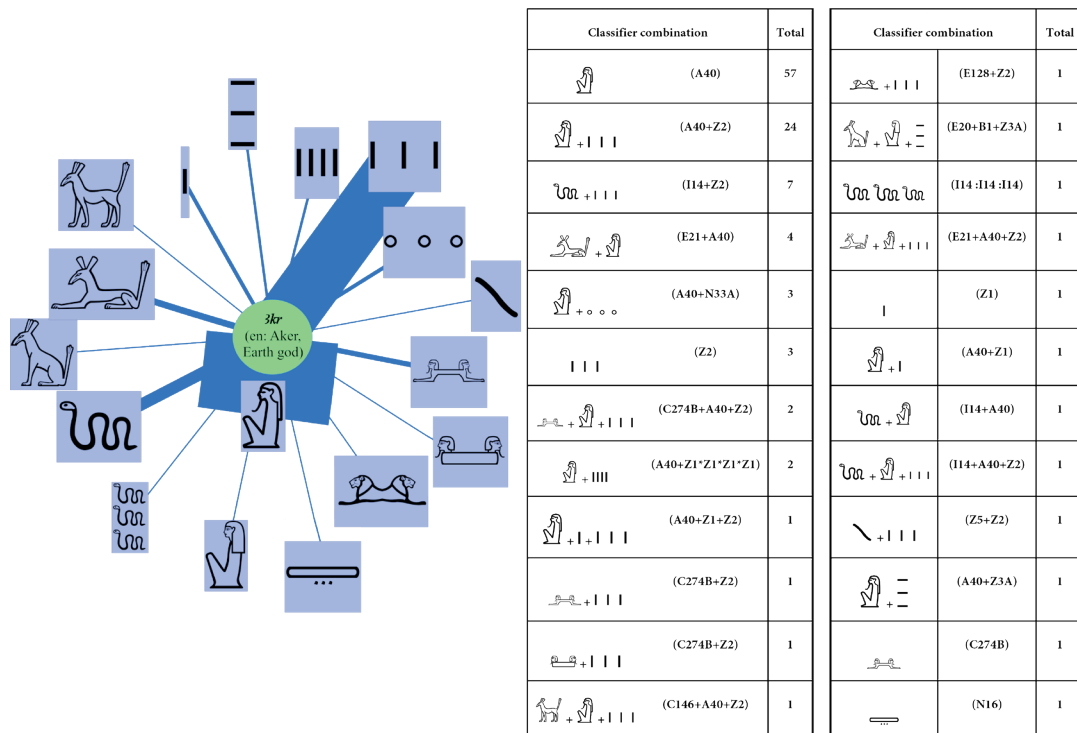 3kr
(en: Aker,
Earth god)
Classifier combination Total
(A40) 57
+ (A40+Z2) 24
+ (I14+Z2) 7
+ (E21+A40) 4
+ (A40+N33A) 3
(Z2) 3
+ + (C274B+A40+Z2) 2
+ (A40+Z1*Z1*Z1*Z1) 2
+ + (A40+Z1+Z2) 1
+ (C274B+Z2) 1
+ (C274B+Z2) 1
+ + (C146+A40+Z2) 1
Classifier combination Total
+ (E128+Z2) 1
+ + (E20+B1+Z3A) 1
(I14 :I14 :I14) 1
+ + (E21+A40+Z2) 1
(Z1) 1
+ (A40+Z1) 1
+ (I14+A40) 1
+ + (I14+A40+Z2) 1
+ (Z5+Z2) 1
+ (A40+Z3A) 1
(C274B) 1
(N16) 1